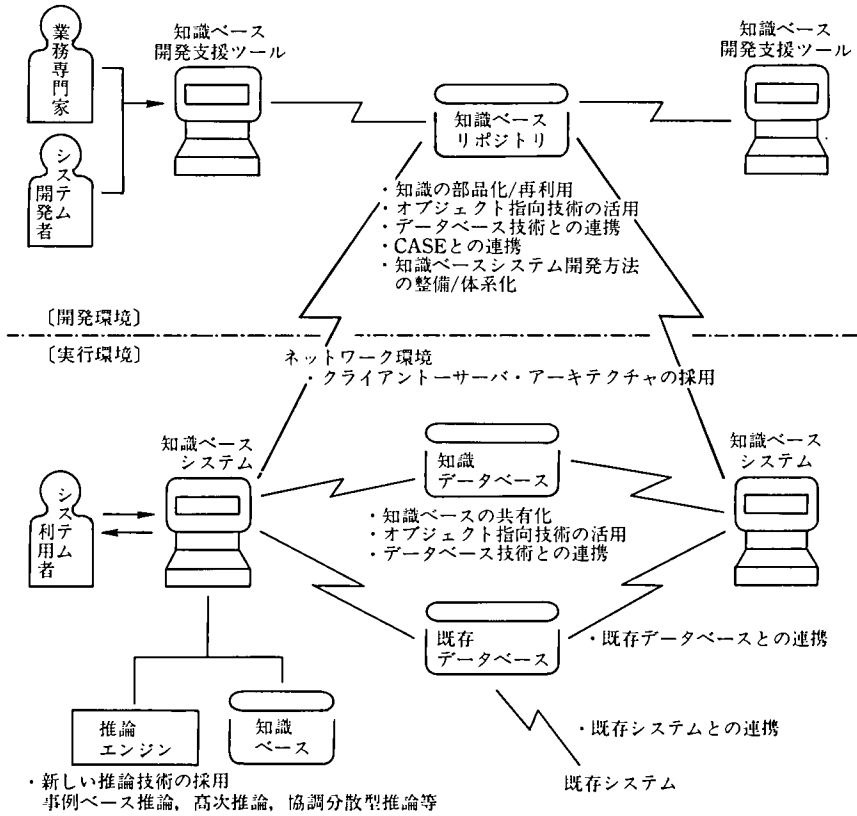 業務専門家
知識ベース
開発支援ツール
知識ベース
開発支援ツール
知識ベース
リポジトリ
システム
開発者
・知識の部品化/再利用
・オブジェクト指向技術の活用
・データベース技術との連携
・CASEとの連携
・知識ベースシステム開発方法
の整備/体系化
〔開発環境〕
〔実行環境〕
ネットワーク環境
・クライアントーサーバ・アーキテクチャの採用
知識ベース
システム
知識
データベース
知識ベース
システム
システム
利用者
・知識ベースの共有化
・オブジェクト指向技術の活用
・データベース技術との連携
既存
データベース
・既存データベースとの連携
推論
エンジン
知識
ベース
・既存システムとの連携
既存システム
・新しい推論技術の採用
事例ベース推論,高次推論,協調分散型推論等